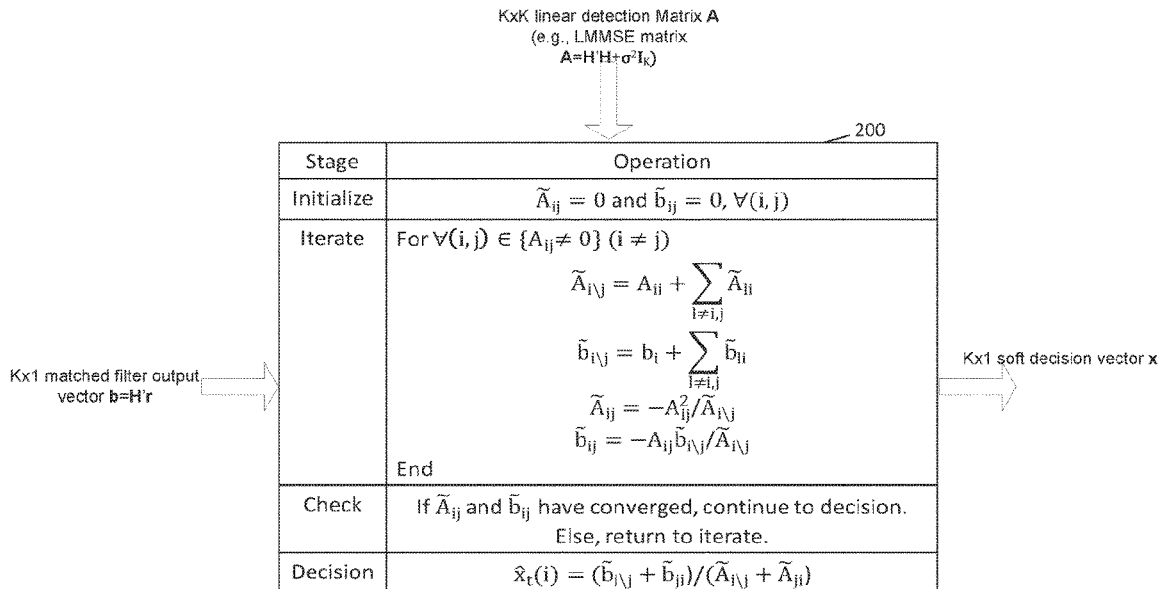 KxK linear detection Matrix A
(e.g., LMMSE matrix
A=H'H+σ²I_K)
200
Stage Operation
Initialize Ã_ij = 0 and b̃_ij = 0, ∀(i, j)
Iterate For ∀(i, j) ∈ {A_ij ≠ 0} (i ≠ j)
Ã_i\j = A_ii + ∑_{l≠i,j} Ã_li
b̃_i\j = b_i + ∑_{l≠i,j} b̃_li
Ã_ij = −A²_ij/Ã_i\j
b̃_ij = −A_ij b̃_i\j/Ã_i\j
End
Kx1 matched filter output
vector b=H'r
Kx1 soft decision vector x
Check If Ã_ij and b̃_ij have converged, continue to decision.
Else, return to iterate.
Decision x̂_t(i) = (b̃_i\j + b̃_ji)/(Ã_i\j + Ã_ji)